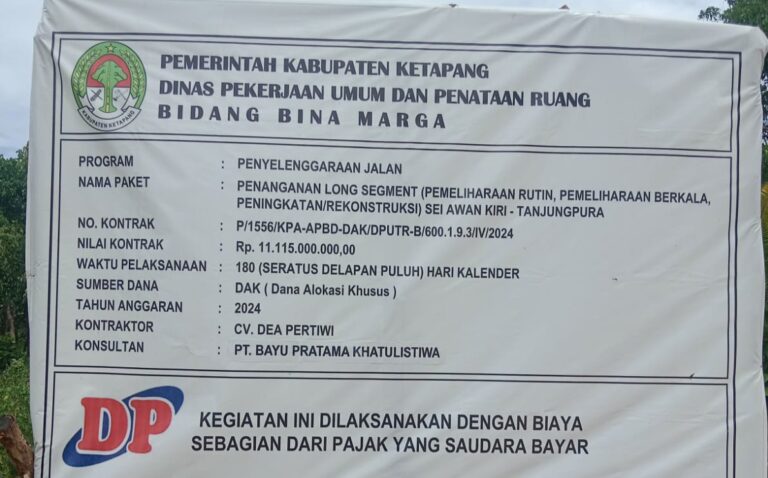 PEMERINTAH KABUPATEN KETAPANG
DINAS PEKERJAAN UMUM DAN PENATAAN RUANG
BIDANG BINA MARGA
KABUPATEN KETAPANG
PROGRAM : PENYELENGGARAAN JALAN
NAMA PAKET : PENANGANAN LONG SEGMENT (PEMELIHARAAN RUTIN, PEMELIHARAAN BERKALA,
PENINGKATAN/REKONSTRUKSI) SEI AWAN KIRI - TANJUNGPURA
NO. KONTRAK : P/1556/KPA-APBD-DAK/DPUTR-B/600.1.9.3/IV/2024
NILAI KONTRAK : Rp. 11.115.000.000,00
WAKTU PELAKSANAAN : 180 (SERATUS DELAPAN PULUH) HARI KALENDER
SUMBER DANA : DAK ( Dana Alokasi Khusus )
TAHUN ANGGARAN : 2024
KONTRAKTOR : CV. DEA PERTIWI
KONSULTAN : PT. BAYU PRATAMA KHATULISTIWA
DP
KEGIATAN INI DILAKSANAKAN DENGAN BIAYA
SEBAGIAN DARI PAJAK YANG SAUDARA BAYAR